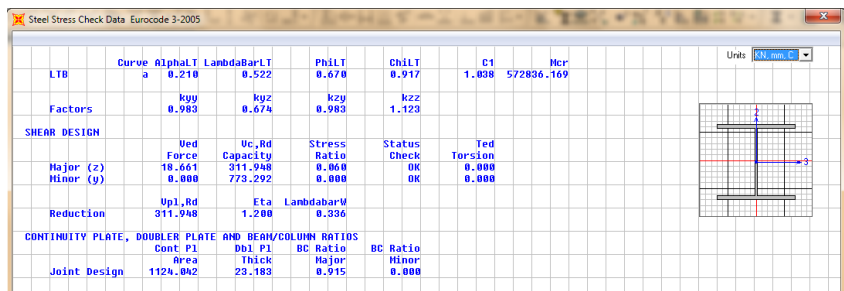 Steel Stress Check Data Eurocode 3-2005
Units KN, mm, C
Curve AlphaLT LambdaBarLT PhiLT ChiLT C1 Mcr
LTB a 0.210 0.522 0.670 0.917 1.038 572836.169
kyy kyz kzy kzz
Factors 0.983 0.674 0.983 1.123
SHEAR DESIGN
Ved Vc,Rd Stress Status Ted
Force Capacity Ratio Check Torsion
Major (z) 18.661 311.948 0.060 OK 0.000
Minor (y) 0.000 773.292 0.000 OK 0.000
Vpl,Rd Eta LambdabarW
Reduction 311.948 1.200 0.336
CONTINUITY PLATE, DOUBLER PLATE AND BEAM/COLUMN RATIOS
Cont Pl Dbl Pl BC Ratio BC Ratio
Area Thick Major Minor
Joint Design 1124.042 23.183 0.915 0.000
2
3